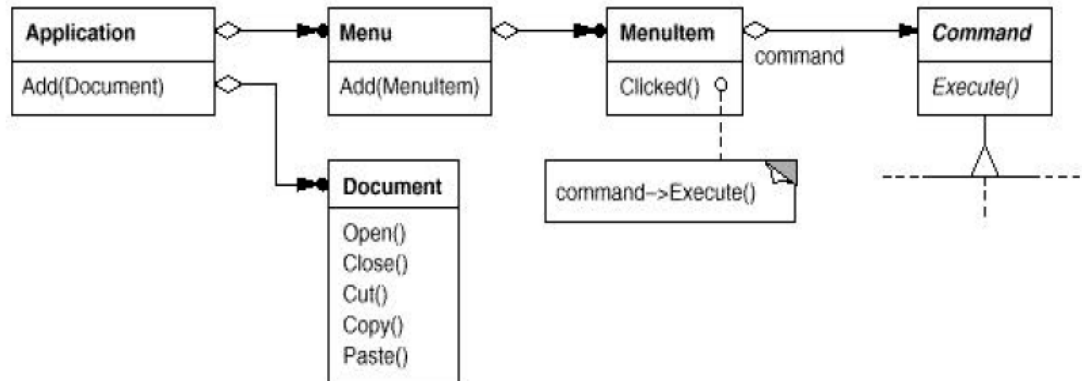 Application
Add(Document)
Menu
Add(MenuItem)
MenuItem
Clicked()
command
Command
Execute()
command–>Execute()
Document
Open()
Close()
Cut()
Copy()
Paste()